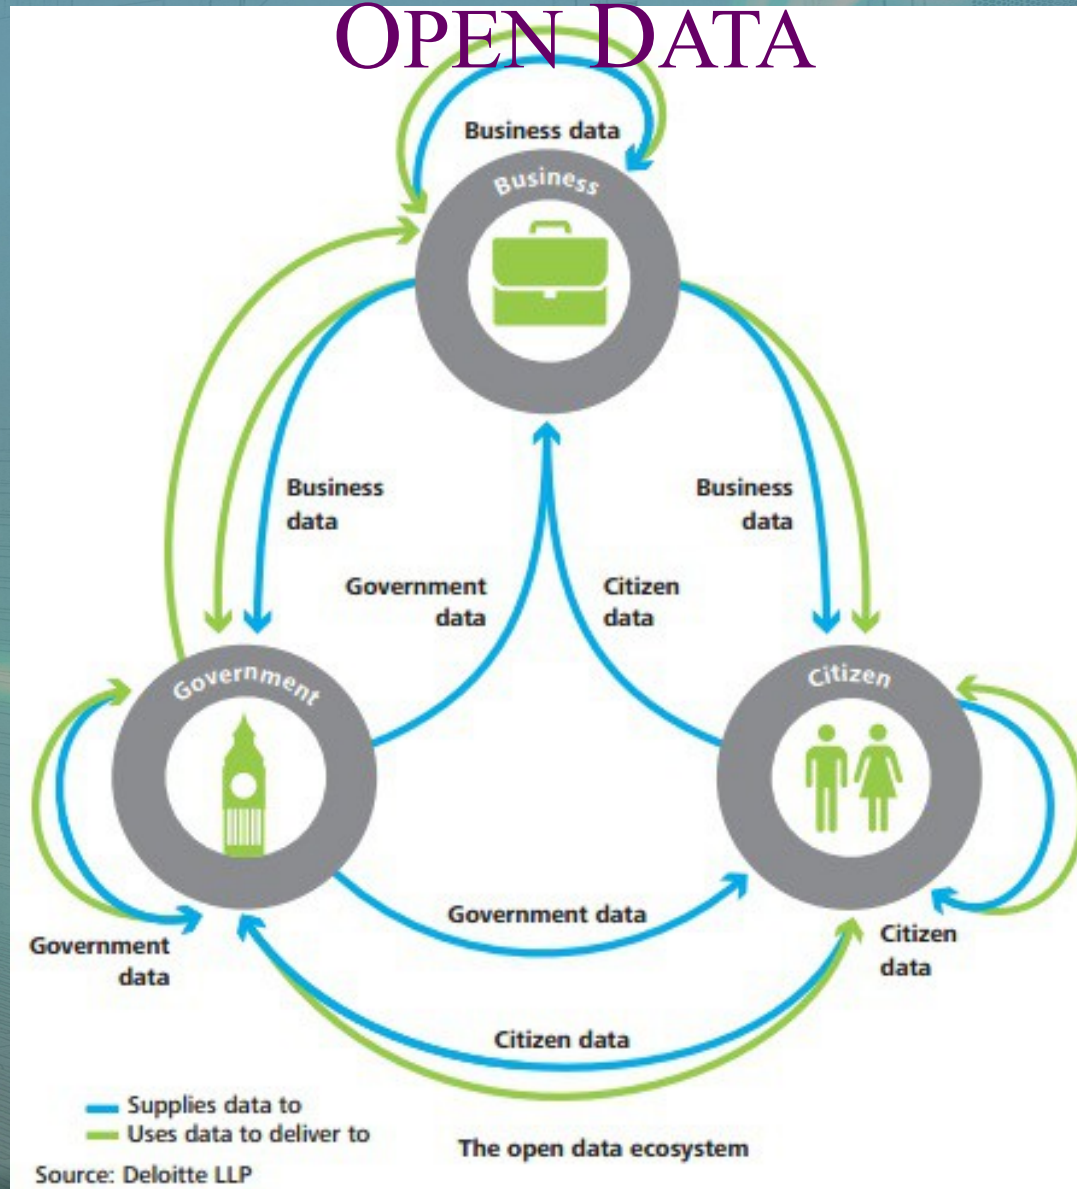 OPEN DATA
Business data
Business
Business
data
Business
data
Government
data
Citizen
data
Government
Citizen
Government data
Government
data
Citizen
data
Citizen data
Supplies data to
Uses data to deliver to
The open data ecosystem
Source: Deloitte LLP